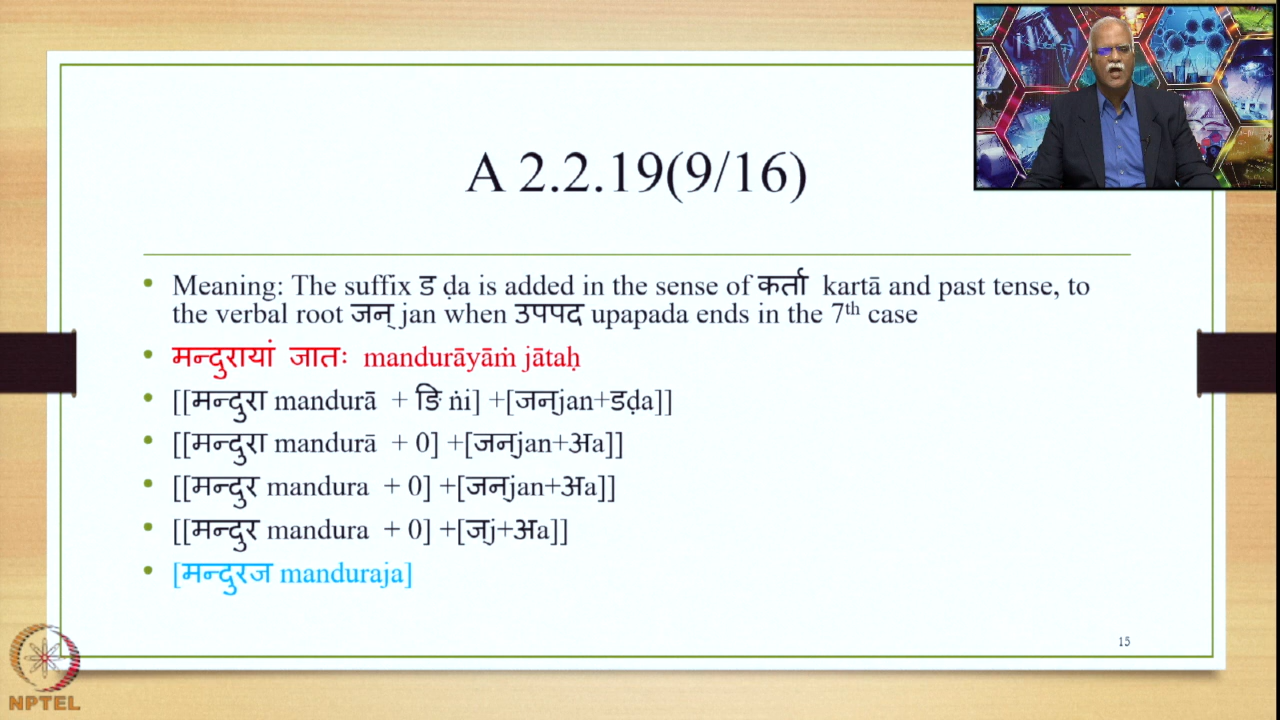 A 2.2.19(9/16)
• Meaning: The suffix ड ḍa is added in the sense of कर्ता kartā and past tense, to
the verbal root जन् jan when उपपद upapada ends in the 7th case
• मन्दुरायां जातः mandurāyāṁ jātaḥ
• [[मन्दुरा mandurā + ङि ṅi] +[जन्jan+डḍa]]
• [[मन्दुरा mandurā + 0] +[जन्jan+अa]]
• [[मन्दुर mandura + 0] +[जन्jan+अa]]
• [[मन्दुर mandura + 0] +[ज्j+अa]]
• [मन्दुरज manduraja]
15
NPTEL